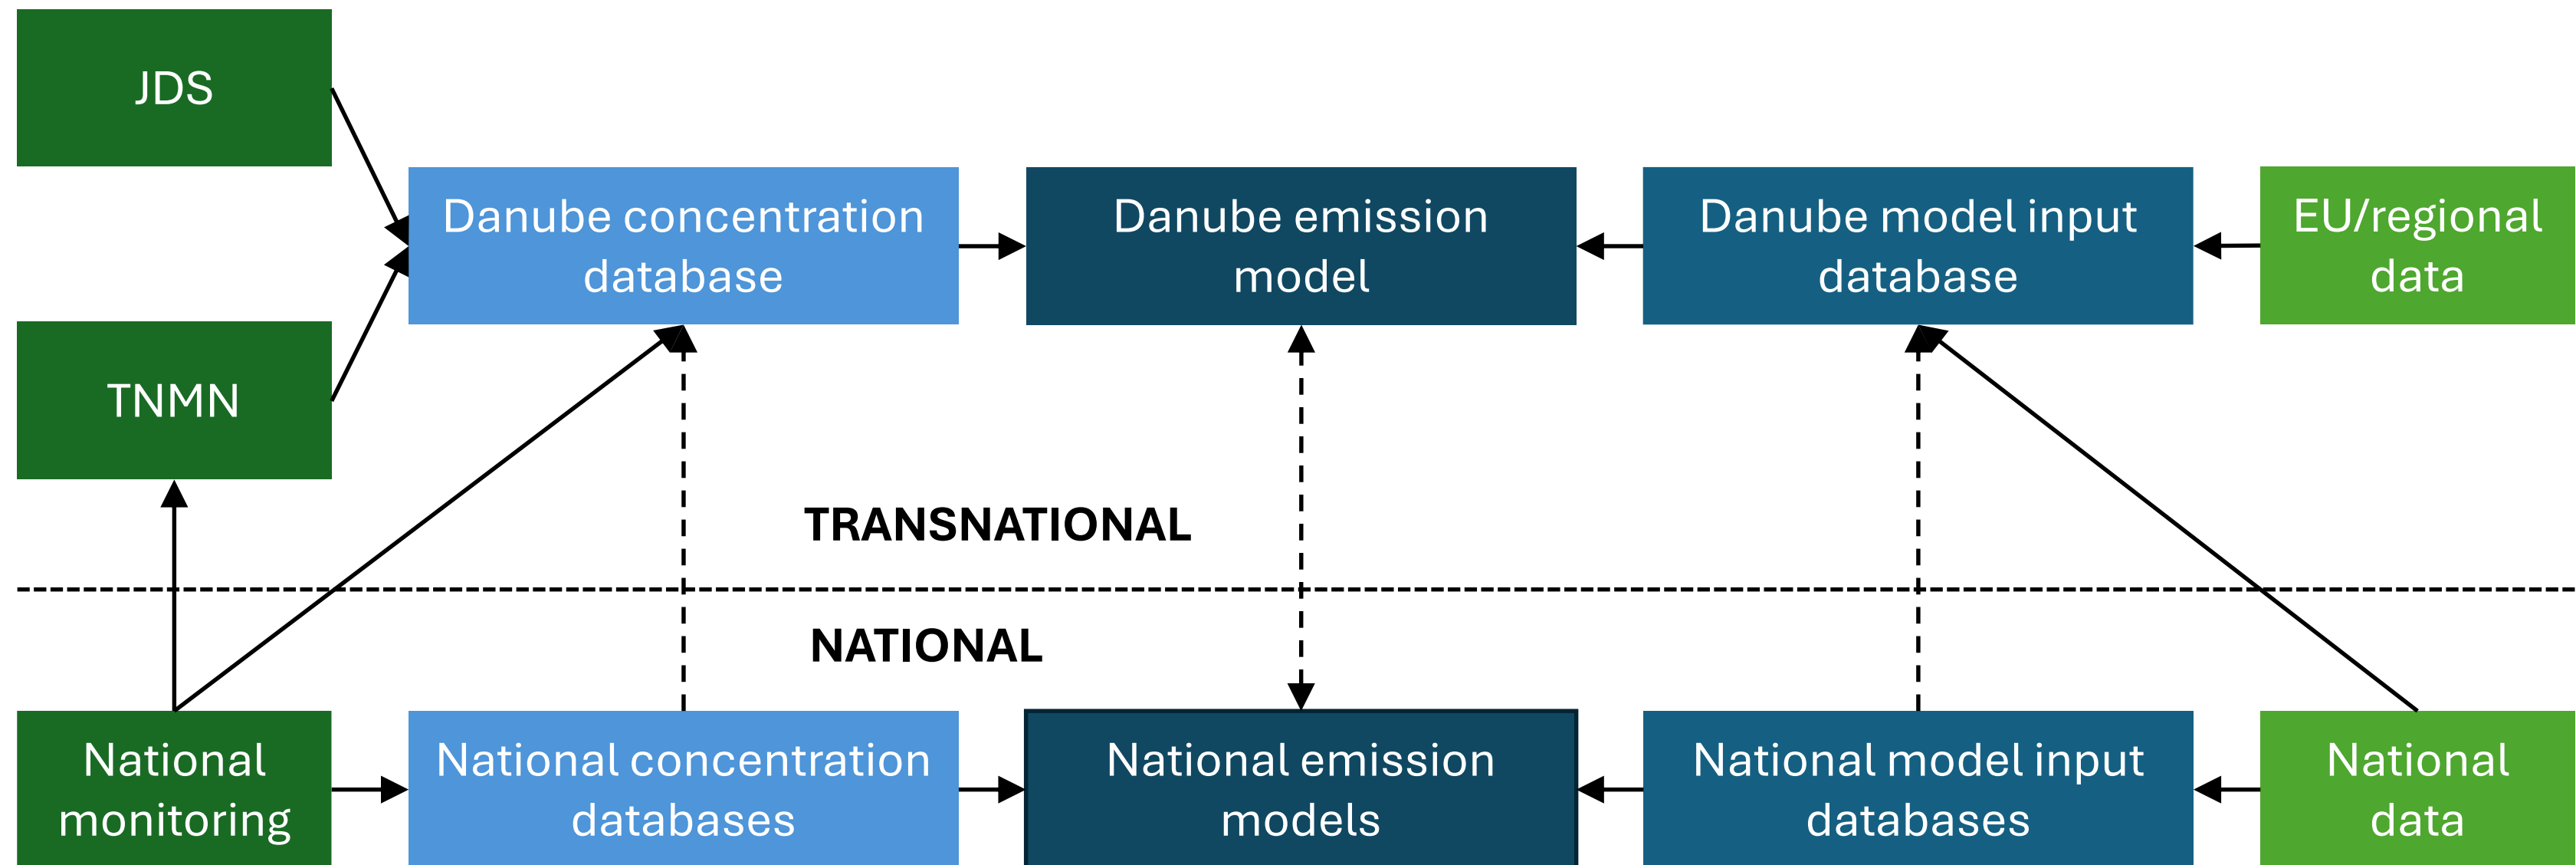 JDS
Danube concentration
database
Danube emission
model
Danube model input
database
EU/regional
data
TNMN
TRANSNATIONAL
NATIONAL
National
monitoring
National concentration
databases
National emission
models
National model input
databases
National
data